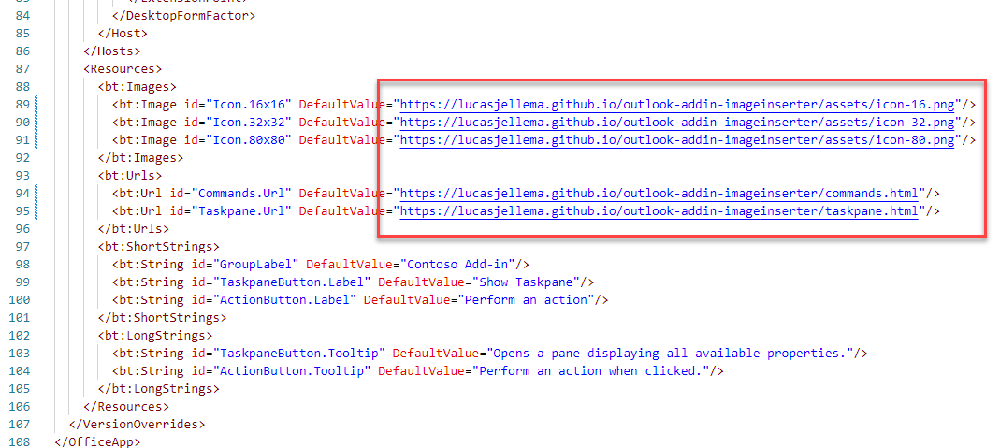 84 </DesktopFormFactor>
85 </Host>
86 </Hosts>
87 <Resources>
88 <bt:Images>
89 <bt:Image id="Icon.16x16" DefaultValue="https://lucasjellema.github.io/outlook-addin-imageinserter/assets/icon-16.png"/>
90 <bt:Image id="Icon.32x32" DefaultValue="https://lucasjellema.github.io/outlook-addin-imageinserter/assets/icon-32.png"/>
91 <bt:Image id="Icon.80x80" DefaultValue="https://lucasjellema.github.io/outlook-addin-imageinserter/assets/icon-80.png"/>
92 </bt:Images>
93 <bt:Urls>
94 <bt:Url id="Commands.Url" DefaultValue="https://lucasjellema.github.io/outlook-addin-imageinserter/commands.html"/>
95 <bt:Url id="Taskpane.Url" DefaultValue="https://lucasjellema.github.io/outlook-addin-imageinserter/taskpane.html"/>
96 </bt:Urls>
97 <bt:ShortStrings>
98 <bt:String id="GroupLabel" DefaultValue="Contoso Add-in"/>
99 <bt:String id="TaskpaneButton.Label" DefaultValue="Show Taskpane"/>
100 <bt:String id="ActionButton.Label" DefaultValue="Perform an action"/>
101 </bt:ShortStrings>
102 <bt:LongStrings>
103 <bt:String id="TaskpaneButton.Tooltip" DefaultValue="Opens a pane displaying all available properties."/>
104 <bt:String id="ActionButton.Tooltip" DefaultValue="Perform an action when clicked."/>
105 </bt:LongStrings>
106 </Resources>
107 </VersionOverrides>
108 </OfficeApp>